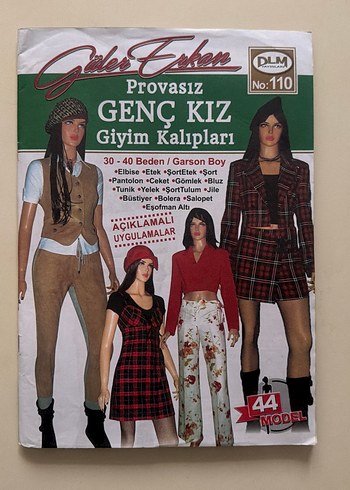 Güler Erkan
DLM
No: 110
Provasız
GENÇ KIZ
Giyim Kalıpları
30 - 40 Beden / Garson Boy
•Elbise •Etek •ŞortEtek •Şort
•Pantolon •Ceket •Gömlek •Bluz
•Tunik •Yelek •ŞortTulum •Jile
•Büstiyer •Bolera •Salopet
•Eşofman Altı
AÇIKLAMALI
UYGULAMALAR
44
MODEL